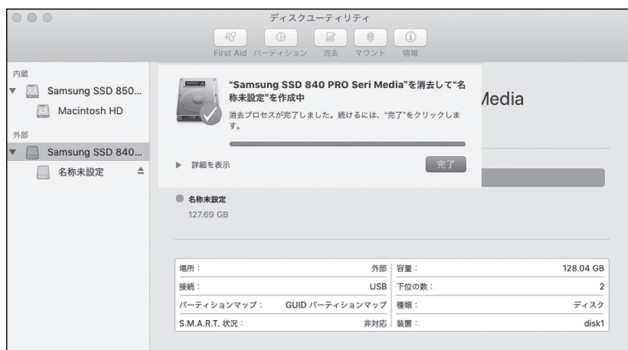 ディスクユーティリティ
First Aid パーティション 消去 マウント 情報
内蔵
Samsung SSD 850...
Macintosh HD
外部
Samsung SSD 840...
名称未設定
"Samsung SSD 840 PRO Seri Media"を消去して"名
称未設定"を作成中
消去プロセスが完了しました。続けるには、"完了"をクリックしま
す。
詳細を表示
完了
Media
名称未設定
127.69 GB
場所： 外部 容量： 128.04 GB
接続： USB 下位の数： 2
パーティションマップ： GUID パーティションマップ 種類： ディスク
S.M.A.R.T. 状況： 非対応 装置： disk1